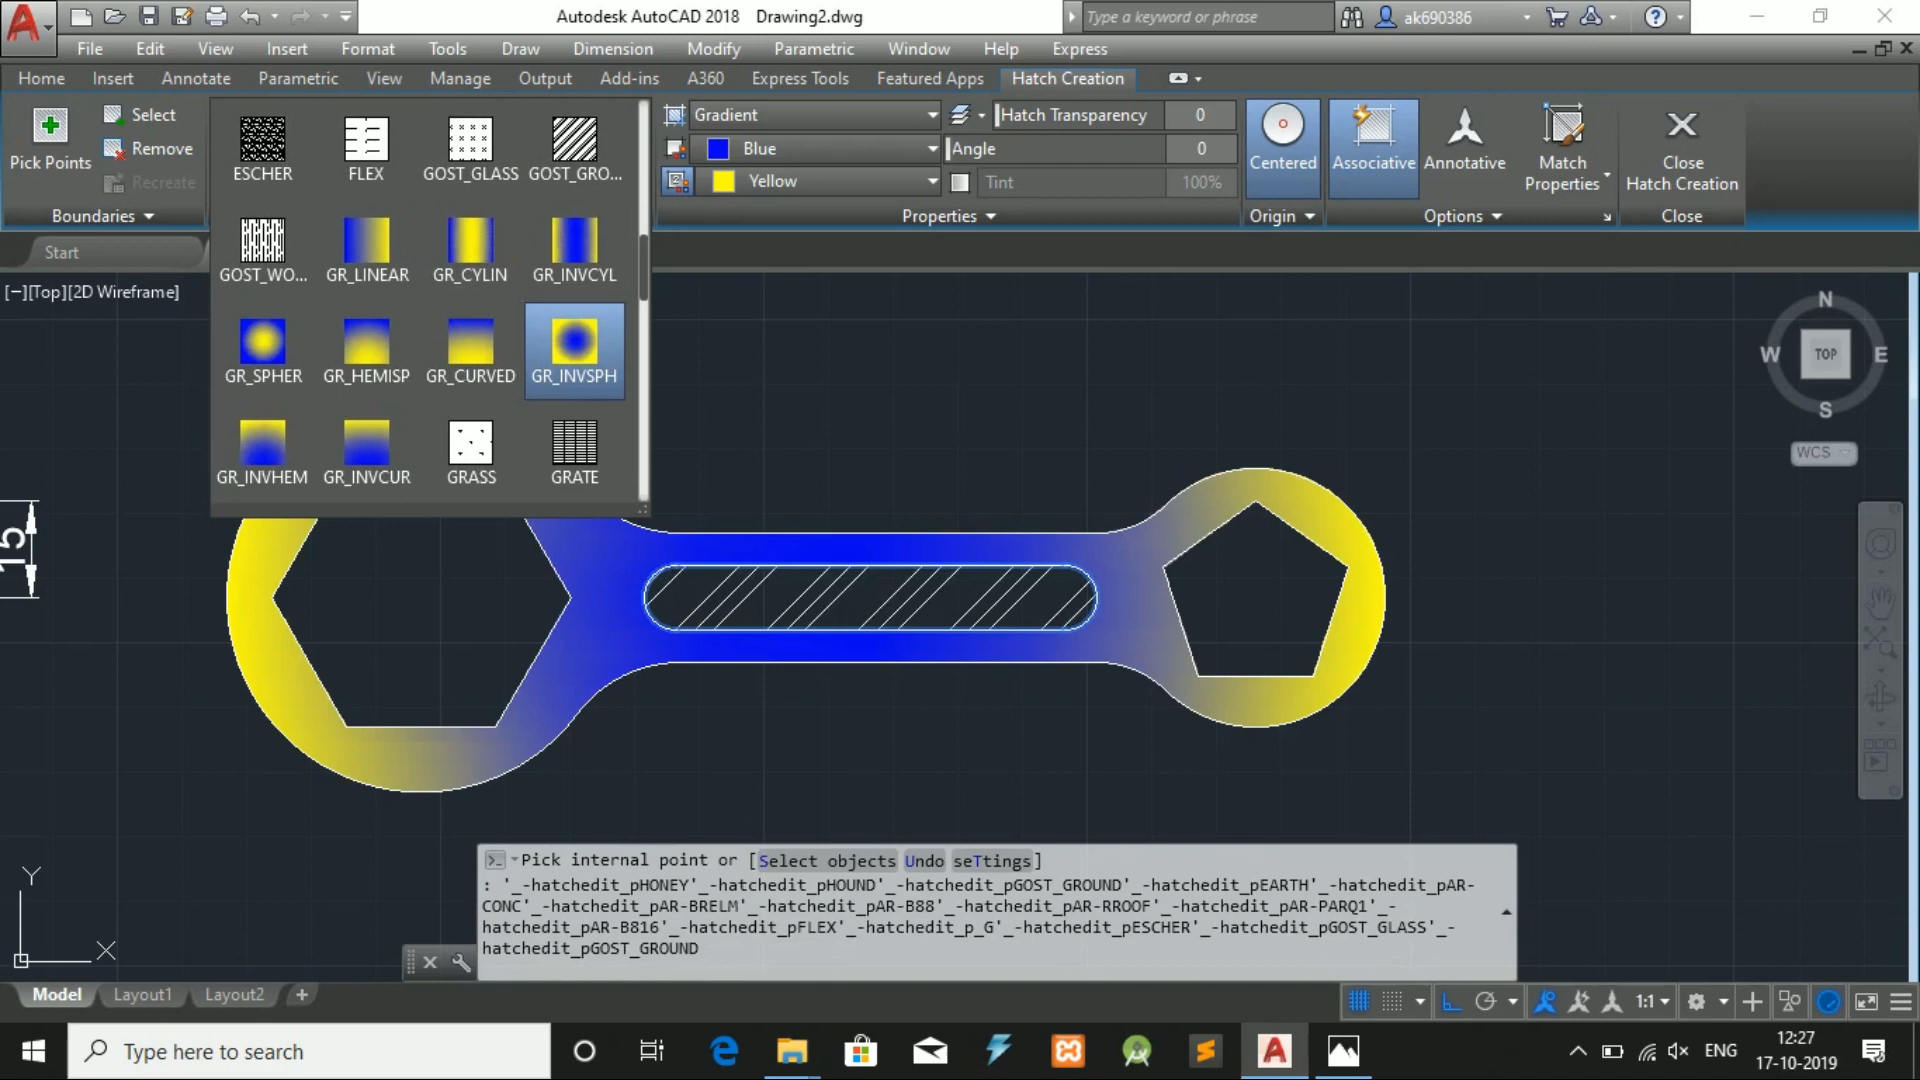 Autodesk AutoCAD 2018 Drawing2.dwg
Type a keyword or phrase
ak690386
File Edit View Insert Format Tools Draw Dimension Modify Parametric Window Help Express
Home Insert Annotate Parametric View Manage Output Add-ins A360 Express Tools Featured Apps Hatch Creation
Pick Points
Select
Remove
Recreate
Boundaries
ESCHER FLEX GOST_GLASS GOST_GRO...
GOST_WO... GR_LINEAR GR_CYLIN GR_INVCYL
GR_SPHER GR_HEMISP GR_CURVED GR_INVSPH
GR_INVHEM GR_INVCUR GRASS GRATE
Gradient
Blue
Yellow
Hatch Transparency 0
Angle 0
Tint 100%
Properties
Centered
Origin
Associative
Annotative
Match
Properties
Options
Close
Hatch Creation
Close
Start
[−][Top][2D Wireframe]
N
W TOP E
S
WCS
15
Y
X
Pick internal point or [Select objects Undo seTtings]
: '_-hatchedit_pHONEY'_-hatchedit_pHOUND'_-hatchedit_pGOST_GROUND'_-hatchedit_pEARTH'_-hatchedit_pAR-
CONC'_-hatchedit_pAR-BRELM'_-hatchedit_pAR-B88'_-hatchedit_pAR-RROOF'_-hatchedit_pAR-PARQ1'_-
hatchedit_pAR-B816'_-hatchedit_pFLEX'_-hatchedit_p_G'_-hatchedit_pESCHER'_-hatchedit_pGOST_GLASS'_-
hatchedit_pGOST_GROUND
Model Layout1 Layout2 +
1:1
Type here to search
ENG
12:27
17-10-2019